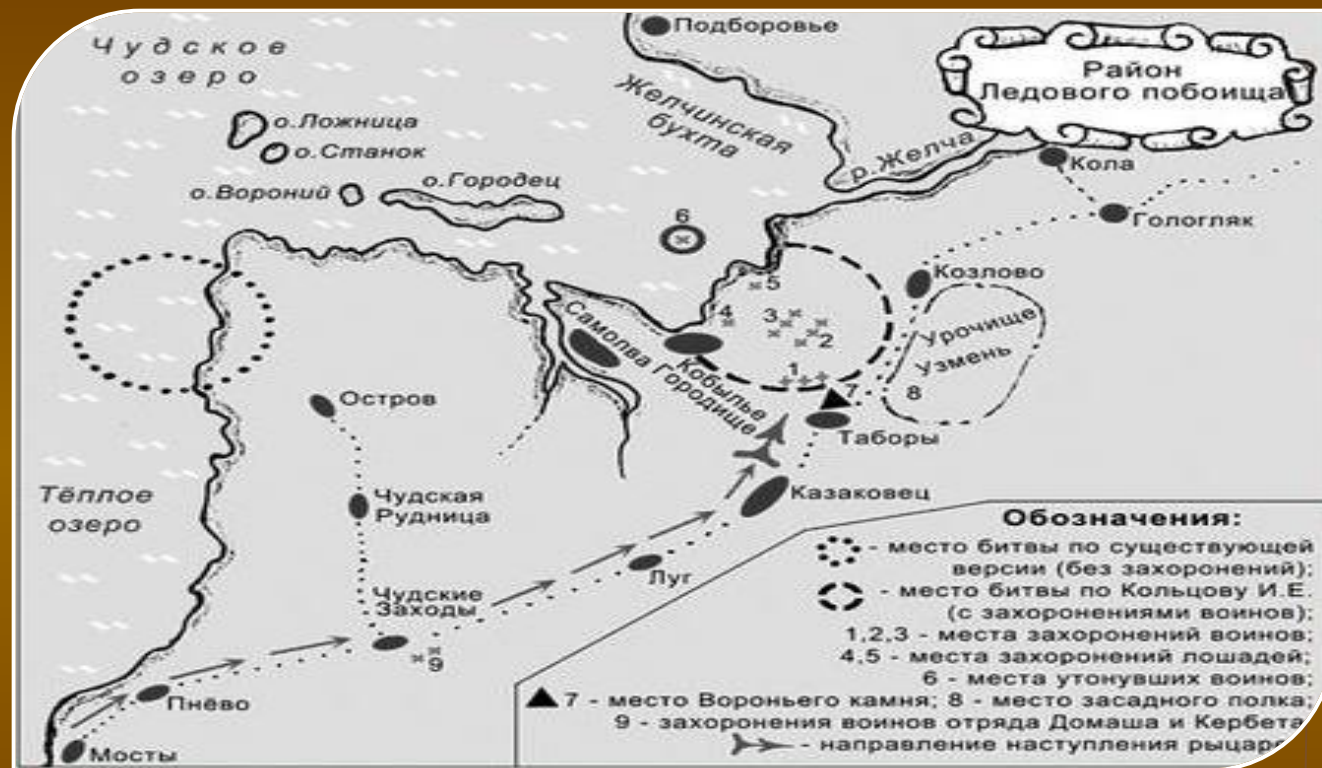 Чудское
озеро
Подборовье
Район
Ледового побоища
Желчинская
бухта
р.Желча
Кола
о.Ложница
о.Станок
о.Вороний
о.Городец
Гологляк
6
Козлово
5
4
3
2
Самолва
Городище
Кобылье
Урочище
Узмень
1
7
8
Остров
Таборы
Тёплое
озеро
Чудская
Рудница
Казаковец
Луг
Чудские
Заходы
9
Пнёво
Мосты
Обозначения:
- место битвы по существующей
версии (без захоронений);
- место битвы по Кольцову И.Е.
(с захоронениями воинов);
1,2,3 - места захоронений воинов;
4,5 - места захоронений лошадей;
6 - места утонувших воинов;
7 - место Вороньего камня; 8 - место засадного полка;
9 - захоронения воинов отряда Домаша и Кербета
- направление наступления